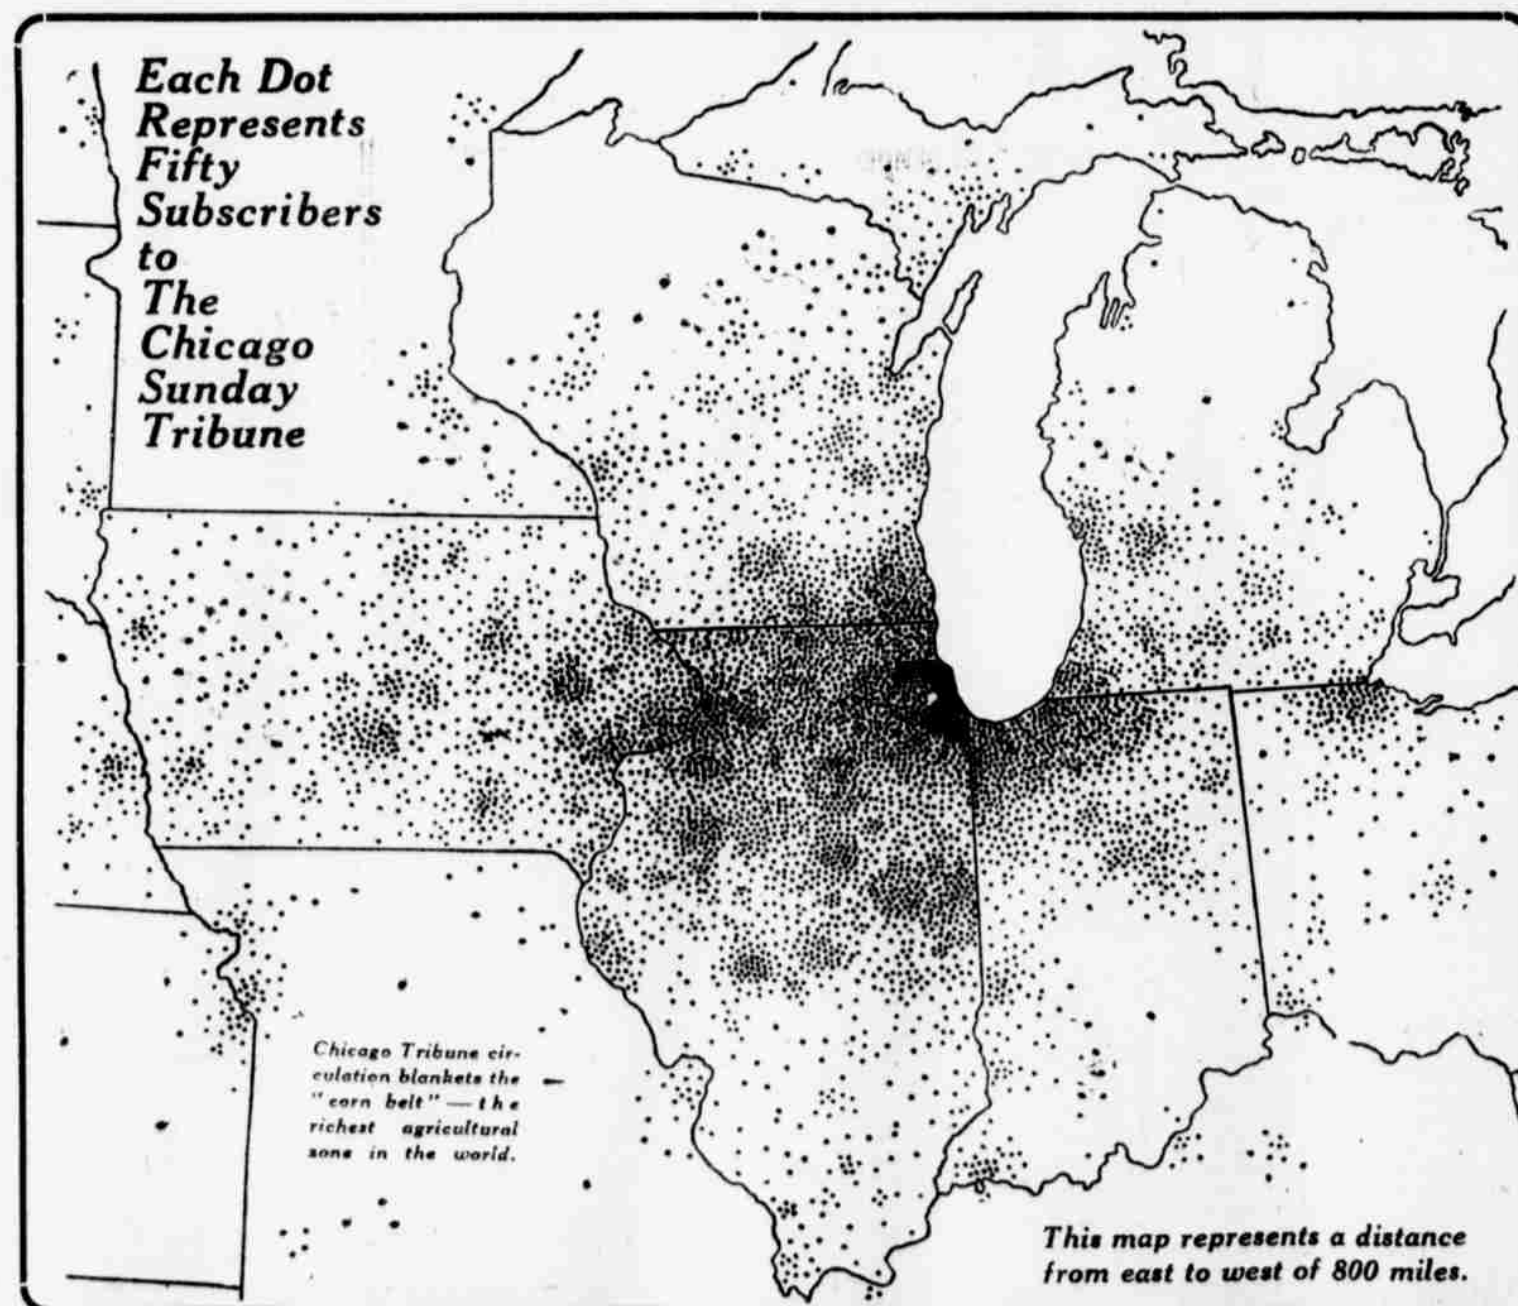 Each Dot
Represents
Fifty
Subscribers
to
The
Chicago
Sunday
Tribune
Chicago Tribune cir-
culation blankets the
"corn belt" — the
richest agricultural
zone in the world.
This map represents a distance
from east to west of 800 miles.